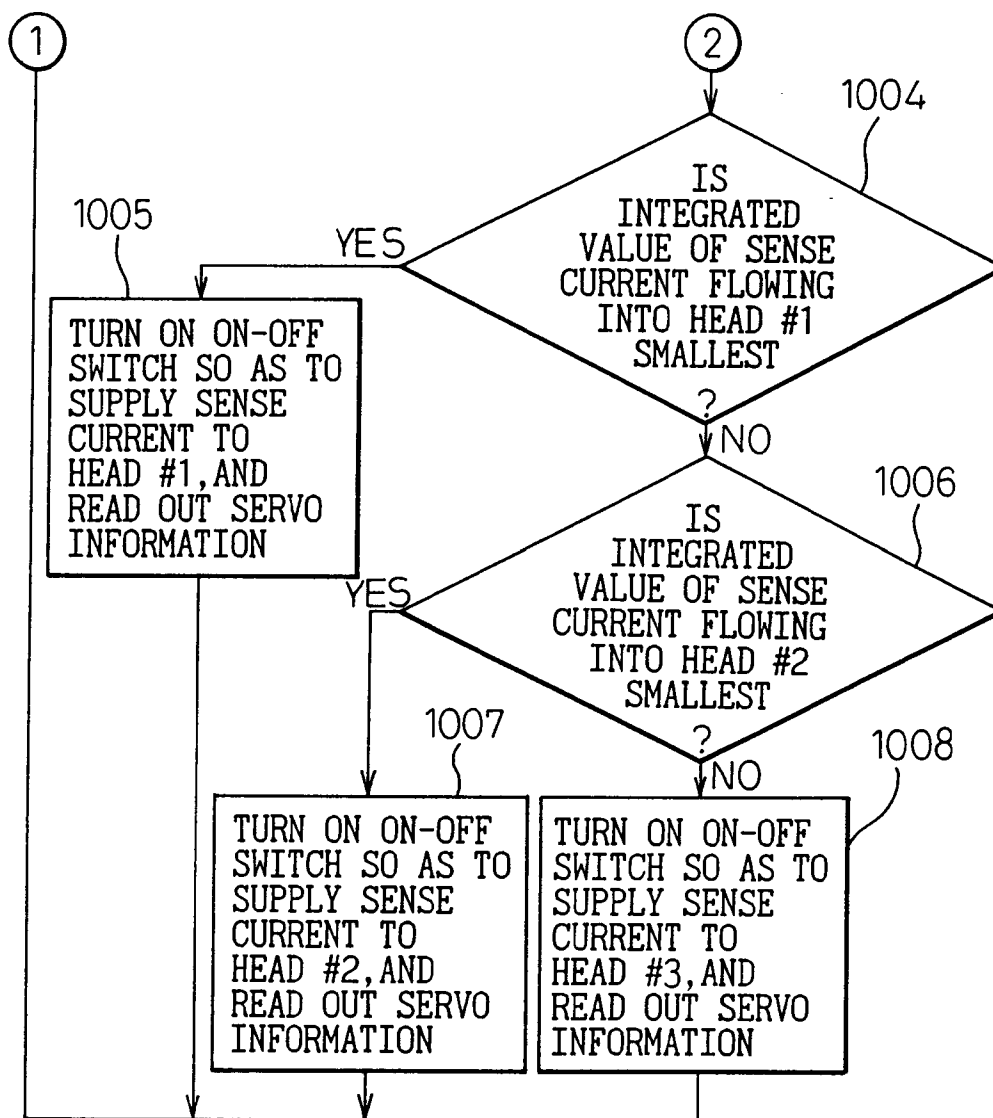 1
2
1004
IS
INTEGRATED
VALUE OF SENSE
CURRENT FLOWING
INTO HEAD #1
SMALLEST
?
YES
NO
1005
TURN ON ON-OFF
SWITCH SO AS TO
SUPPLY SENSE
CURRENT TO
HEAD #1, AND
READ OUT SERVO
INFORMATION
1006
IS
INTEGRATED
VALUE OF SENSE
CURRENT FLOWING
INTO HEAD #2
SMALLEST
?
YES
NO
1007
TURN ON ON-OFF
SWITCH SO AS TO
SUPPLY SENSE
CURRENT TO
HEAD #2, AND
READ OUT SERVO
INFORMATION
1008
TURN ON ON-OFF
SWITCH SO AS TO
SUPPLY SENSE
CURRENT TO
HEAD #3, AND
READ OUT SERVO
INFORMATION